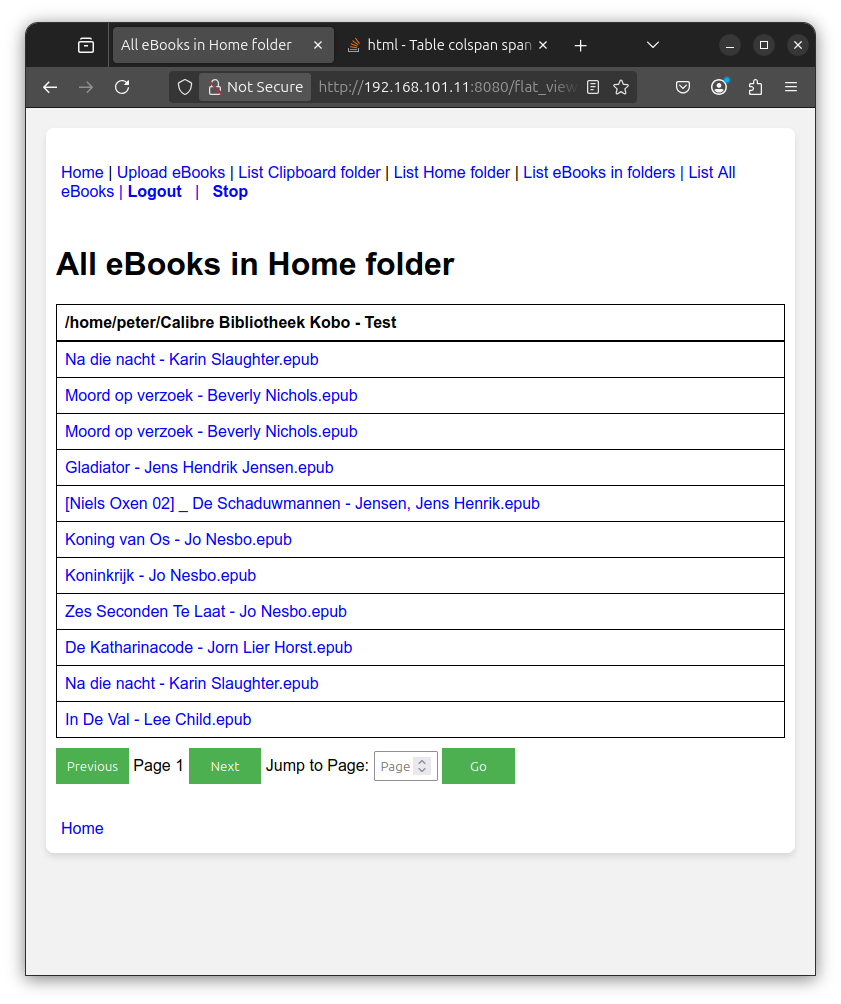 All eBooks in Home folder
html - Table colspan span
Not Secure http://192.168.101.11:8080/flat_view
Home | Upload eBooks | List Clipboard folder | List Home folder | List eBooks in folders | List All
eBooks | Logout | Stop
All eBooks in Home folder
/home/peter/Calibre Bibliotheek Kobo - Test
Na die nacht - Karin Slaughter.epub
Moord op verzoek - Beverly Nichols.epub
Moord op verzoek - Beverly Nichols.epub
Gladiator - Jens Hendrik Jensen.epub
[Niels Oxen 02] _ De Schaduwmannen - Jensen, Jens Henrik.epub
Koning van Os - Jo Nesbo.epub
Koninkrijk - Jo Nesbo.epub
Zes Seconden Te Laat - Jo Nesbo.epub
De Katharinacode - Jorn Lier Horst.epub
Na die nacht - Karin Slaughter.epub
In De Val - Lee Child.epub
Previous Page 1 Next Jump to Page: Page Go
Home